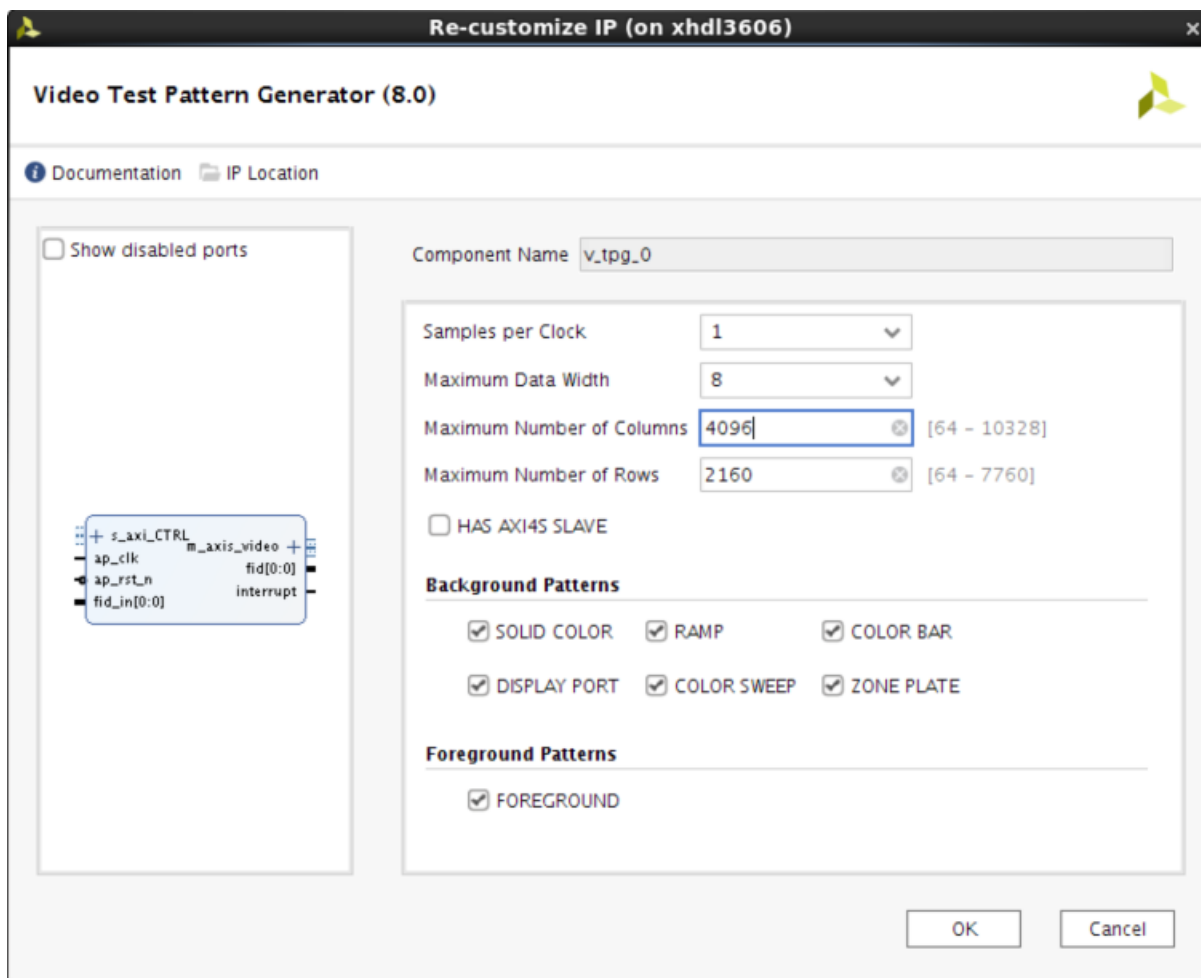 Re-customize IP (on xhdl3606)
Video Test Pattern Generator (8.0)
Documentation IP Location
Show disabled ports
s_axi_CTRL
ap_clk
ap_rst_n
fid_in[0:0]
m_axis_video
fid[0:0]
interrupt
Component Name v_tpg_0
Samples per Clock 1
Maximum Data Width 8
Maximum Number of Columns 4096 [64 - 10328]
Maximum Number of Rows 2160 [64 - 7760]
HAS AXI4S SLAVE
Background Patterns
SOLID COLOR RAMP COLOR BAR
DISPLAY PORT COLOR SWEEP ZONE PLATE
Foreground Patterns
FOREGROUND
OK Cancel